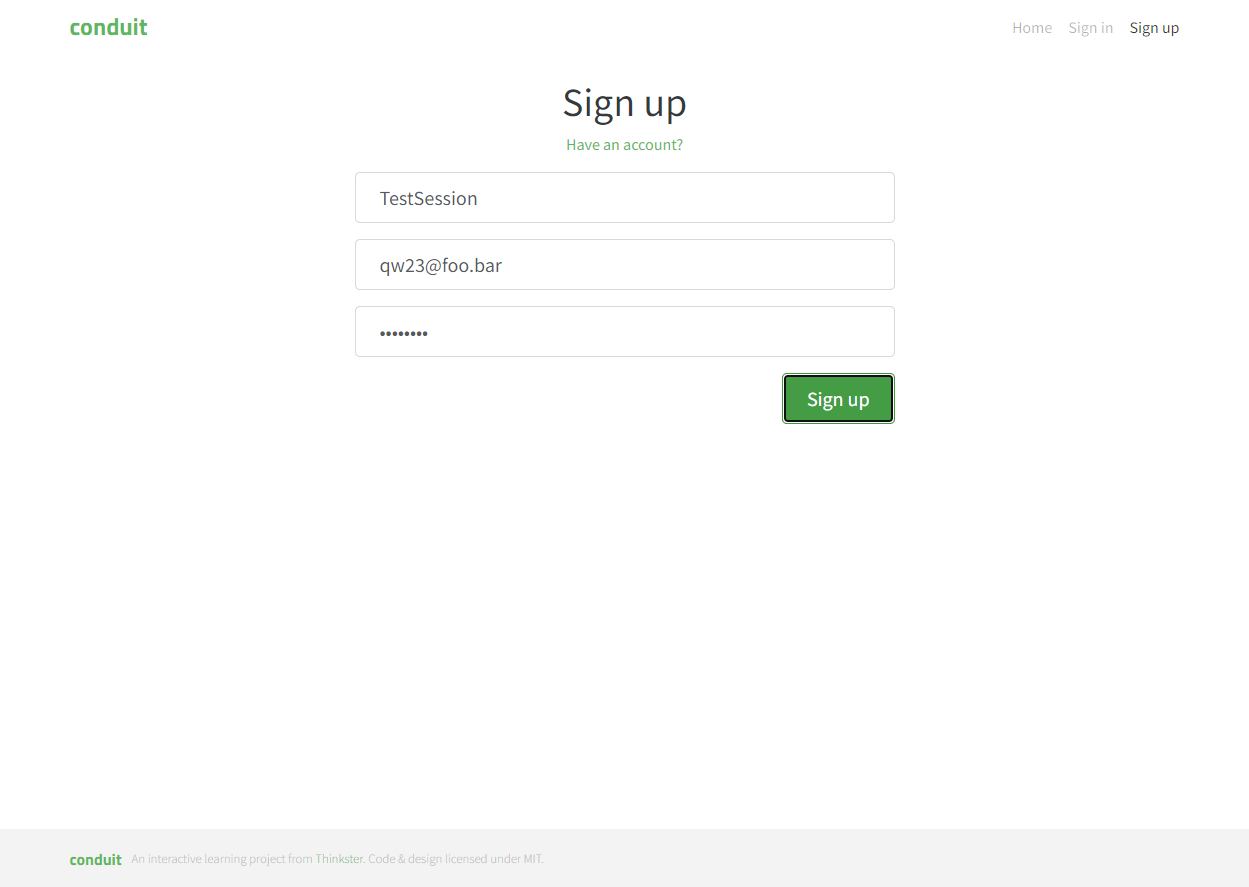 conduit
Home Sign in Sign up
Sign up
Have an account?
TestSession
qw23@foo.bar
••••••••
Sign up
conduit An interactive learning project from Thinkster. Code & design licensed under MIT.